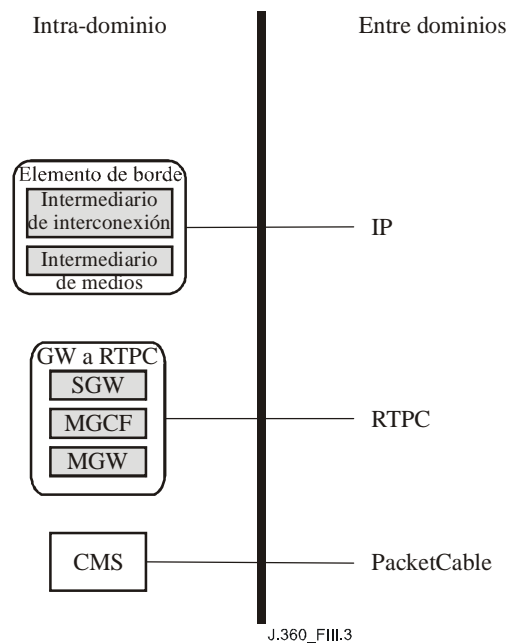 Intra-dominio
Entre dominios
Elemento de borde
Intermediario
de interconexión
Intermediario
de medios
IP
GW a RTPC
SGW
MGCF
MGW
RTPC
CMS
PacketCable
J.360_FIII.3